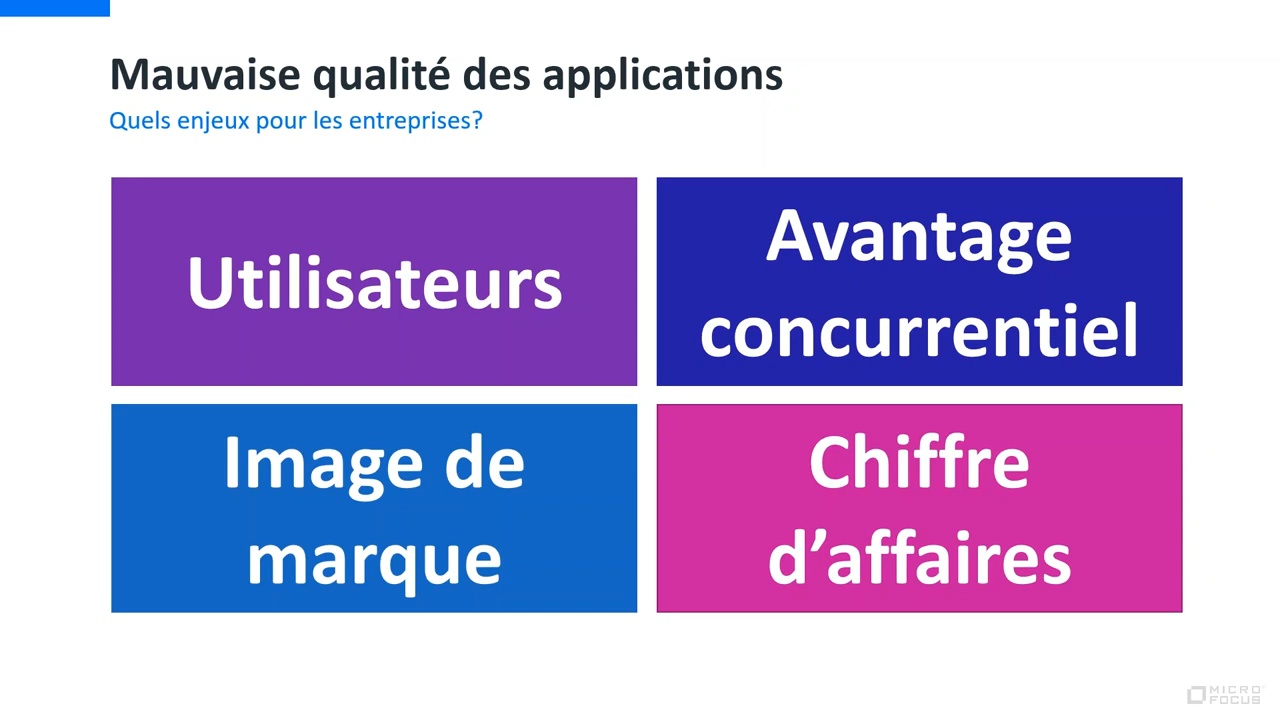 Mauvaise qualité des applications
Quels enjeux pour les entreprises?
Utilisateurs
Avantage
concurrentiel
Image de
marque
Chiffre
d’affaires
MICRO
FOCUS